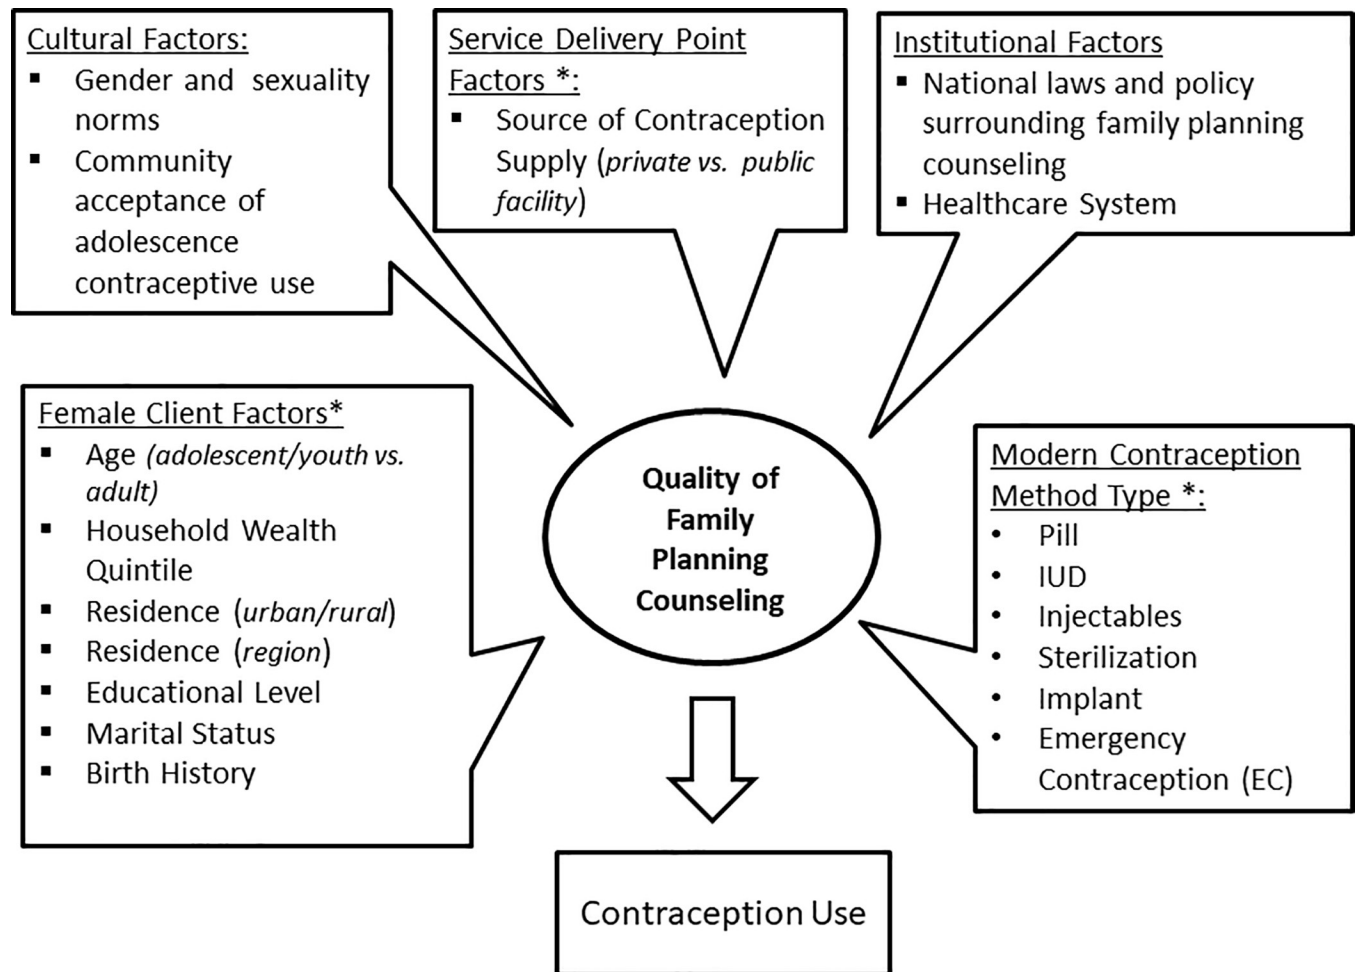 Cultural Factors:
▪ Gender and sexuality
norms
▪ Community
acceptance of
adolescence
contraceptive use
Service Delivery Point
Factors *:
▪ Source of Contraception
Supply (private vs. public
facility)
Institutional Factors
▪ National laws and policy
surrounding family planning
counseling
▪ Healthcare System
Female Client Factors*
▪ Age (adolescent/youth vs.
adult)
▪ Household Wealth
Quintile
▪ Residence (urban/rural)
▪ Residence (region)
▪ Educational Level
▪ Marital Status
▪ Birth History
Quality of
Family
Planning
Counseling
Modern Contraception
Method Type *:
• Pill
• IUD
• Injectables
• Sterilization
• Implant
• Emergency
Contraception (EC)
Contraception Use